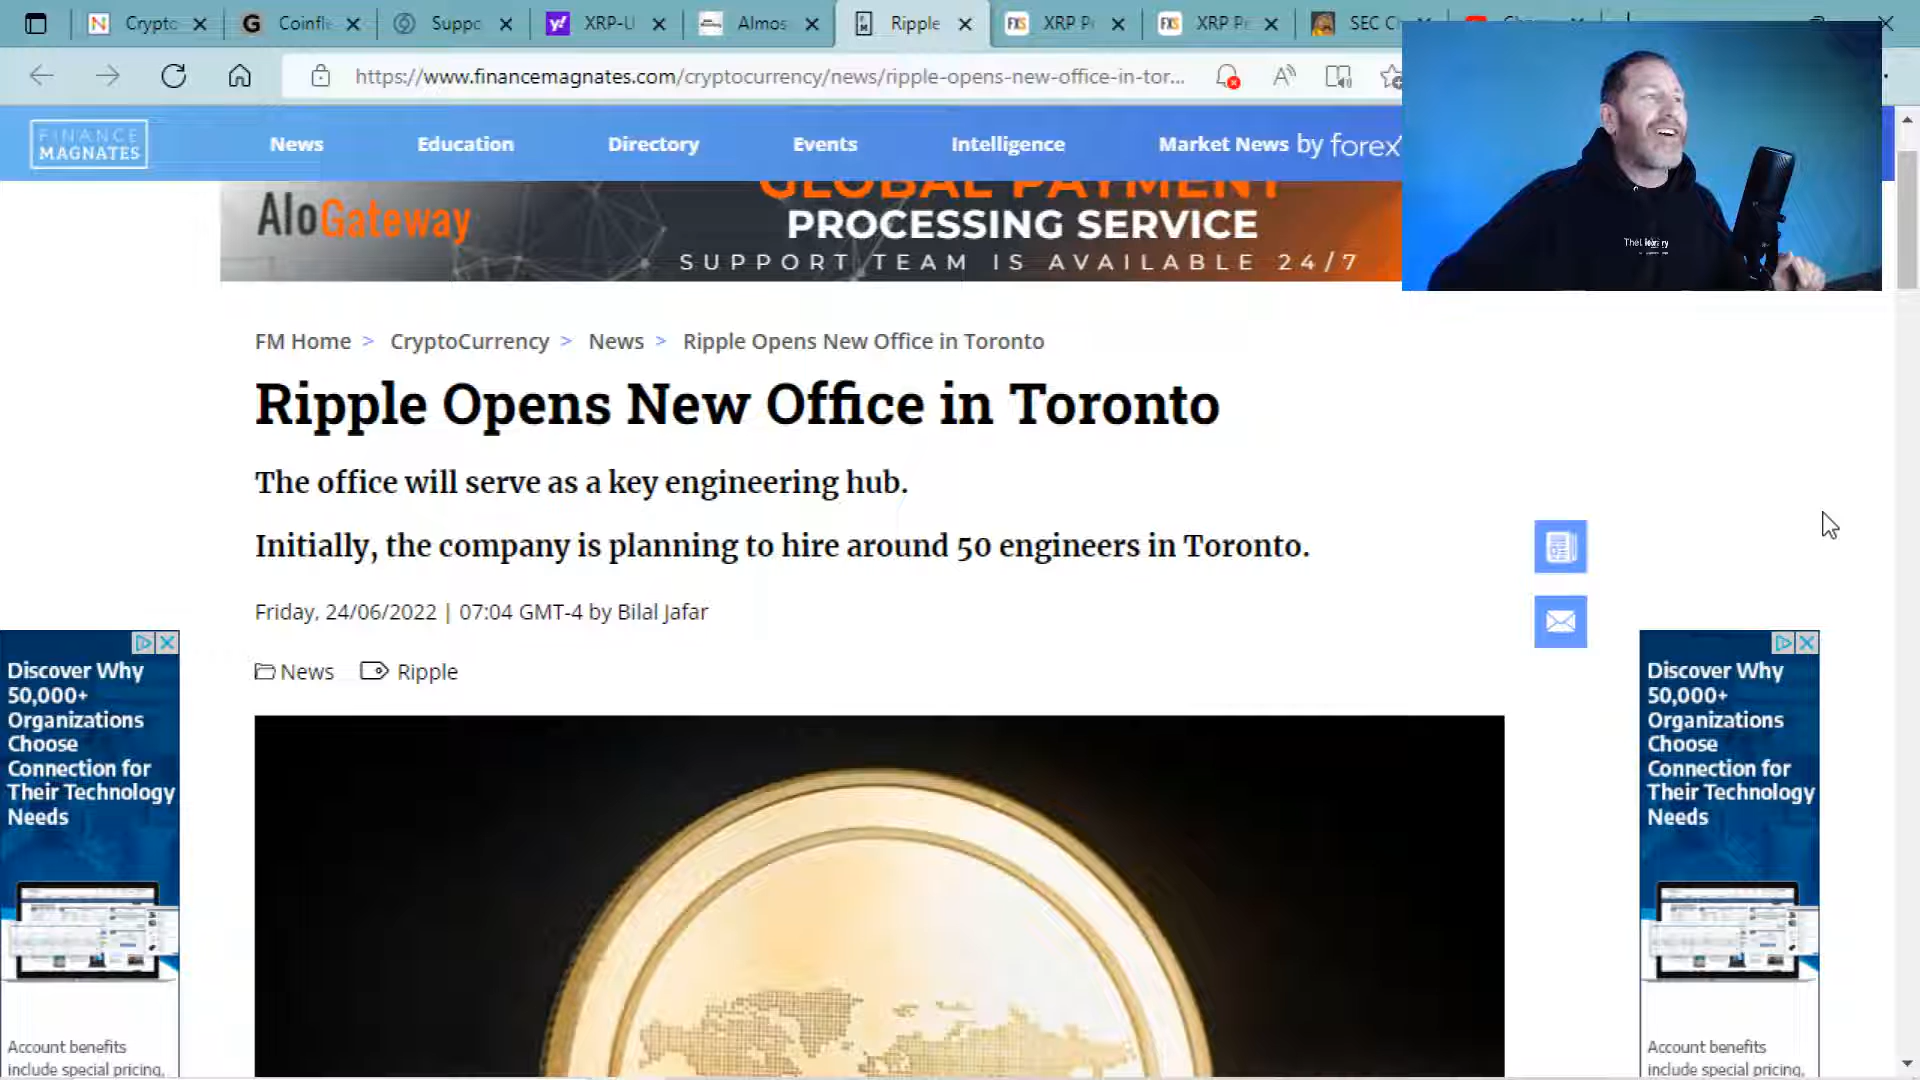 Crypto
Coinfle
Suppo
XRP-U
Almos
Ripple
FXS
XRP P
FXS
XRP Pr
SEC C
https://www.financemagnates.com/cryptocurrency/news/ripple-opens-new-office-in-tor...
FINANCE
MAGNATES
News
Education
Directory
Events
Intelligence
Market News by forex
AloGateway
GLOBAL PAYMENT
PROCESSING SERVICE
SUPPORT TEAM IS AVAILABLE 24/7
FM Home > CryptoCurrency > News > Ripple Opens New Office in Toronto
Ripple Opens New Office in Toronto
The office will serve as a key engineering hub.
Initially, the company is planning to hire around 50 engineers in Toronto.
Friday, 24/06/2022 | 07:04 GMT-4 by Bilal Jafar
News Ripple
Discover Why
50,000+
Organizations
Choose
Connection for
Their Technology
Needs
Account benefits
include special pricing,
Discover Why
50,000+
Organizations
Choose
Connection for
Their Technology
Needs
Account benefits
include special pricing,